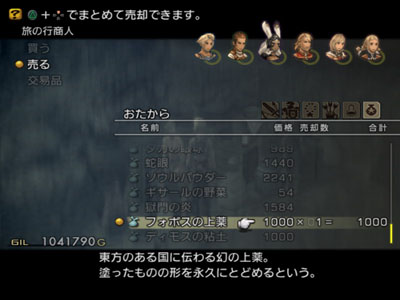 ? + でまとめて売却できます。
旅の行商人
買う
売る
交易品
おたから
名前 価格 売却数 合計
蛇眼 1440
ソウルパウダー 2241
ギサールの野菜 54
獄門の炎 1584
フォボスの上薬 1000 × 01 = 1000
ディモスの粘土 1000
GIL 1041790 G
東方のある国に伝わる幻の上薬。
塗ったものの形を永久にとどめるという。